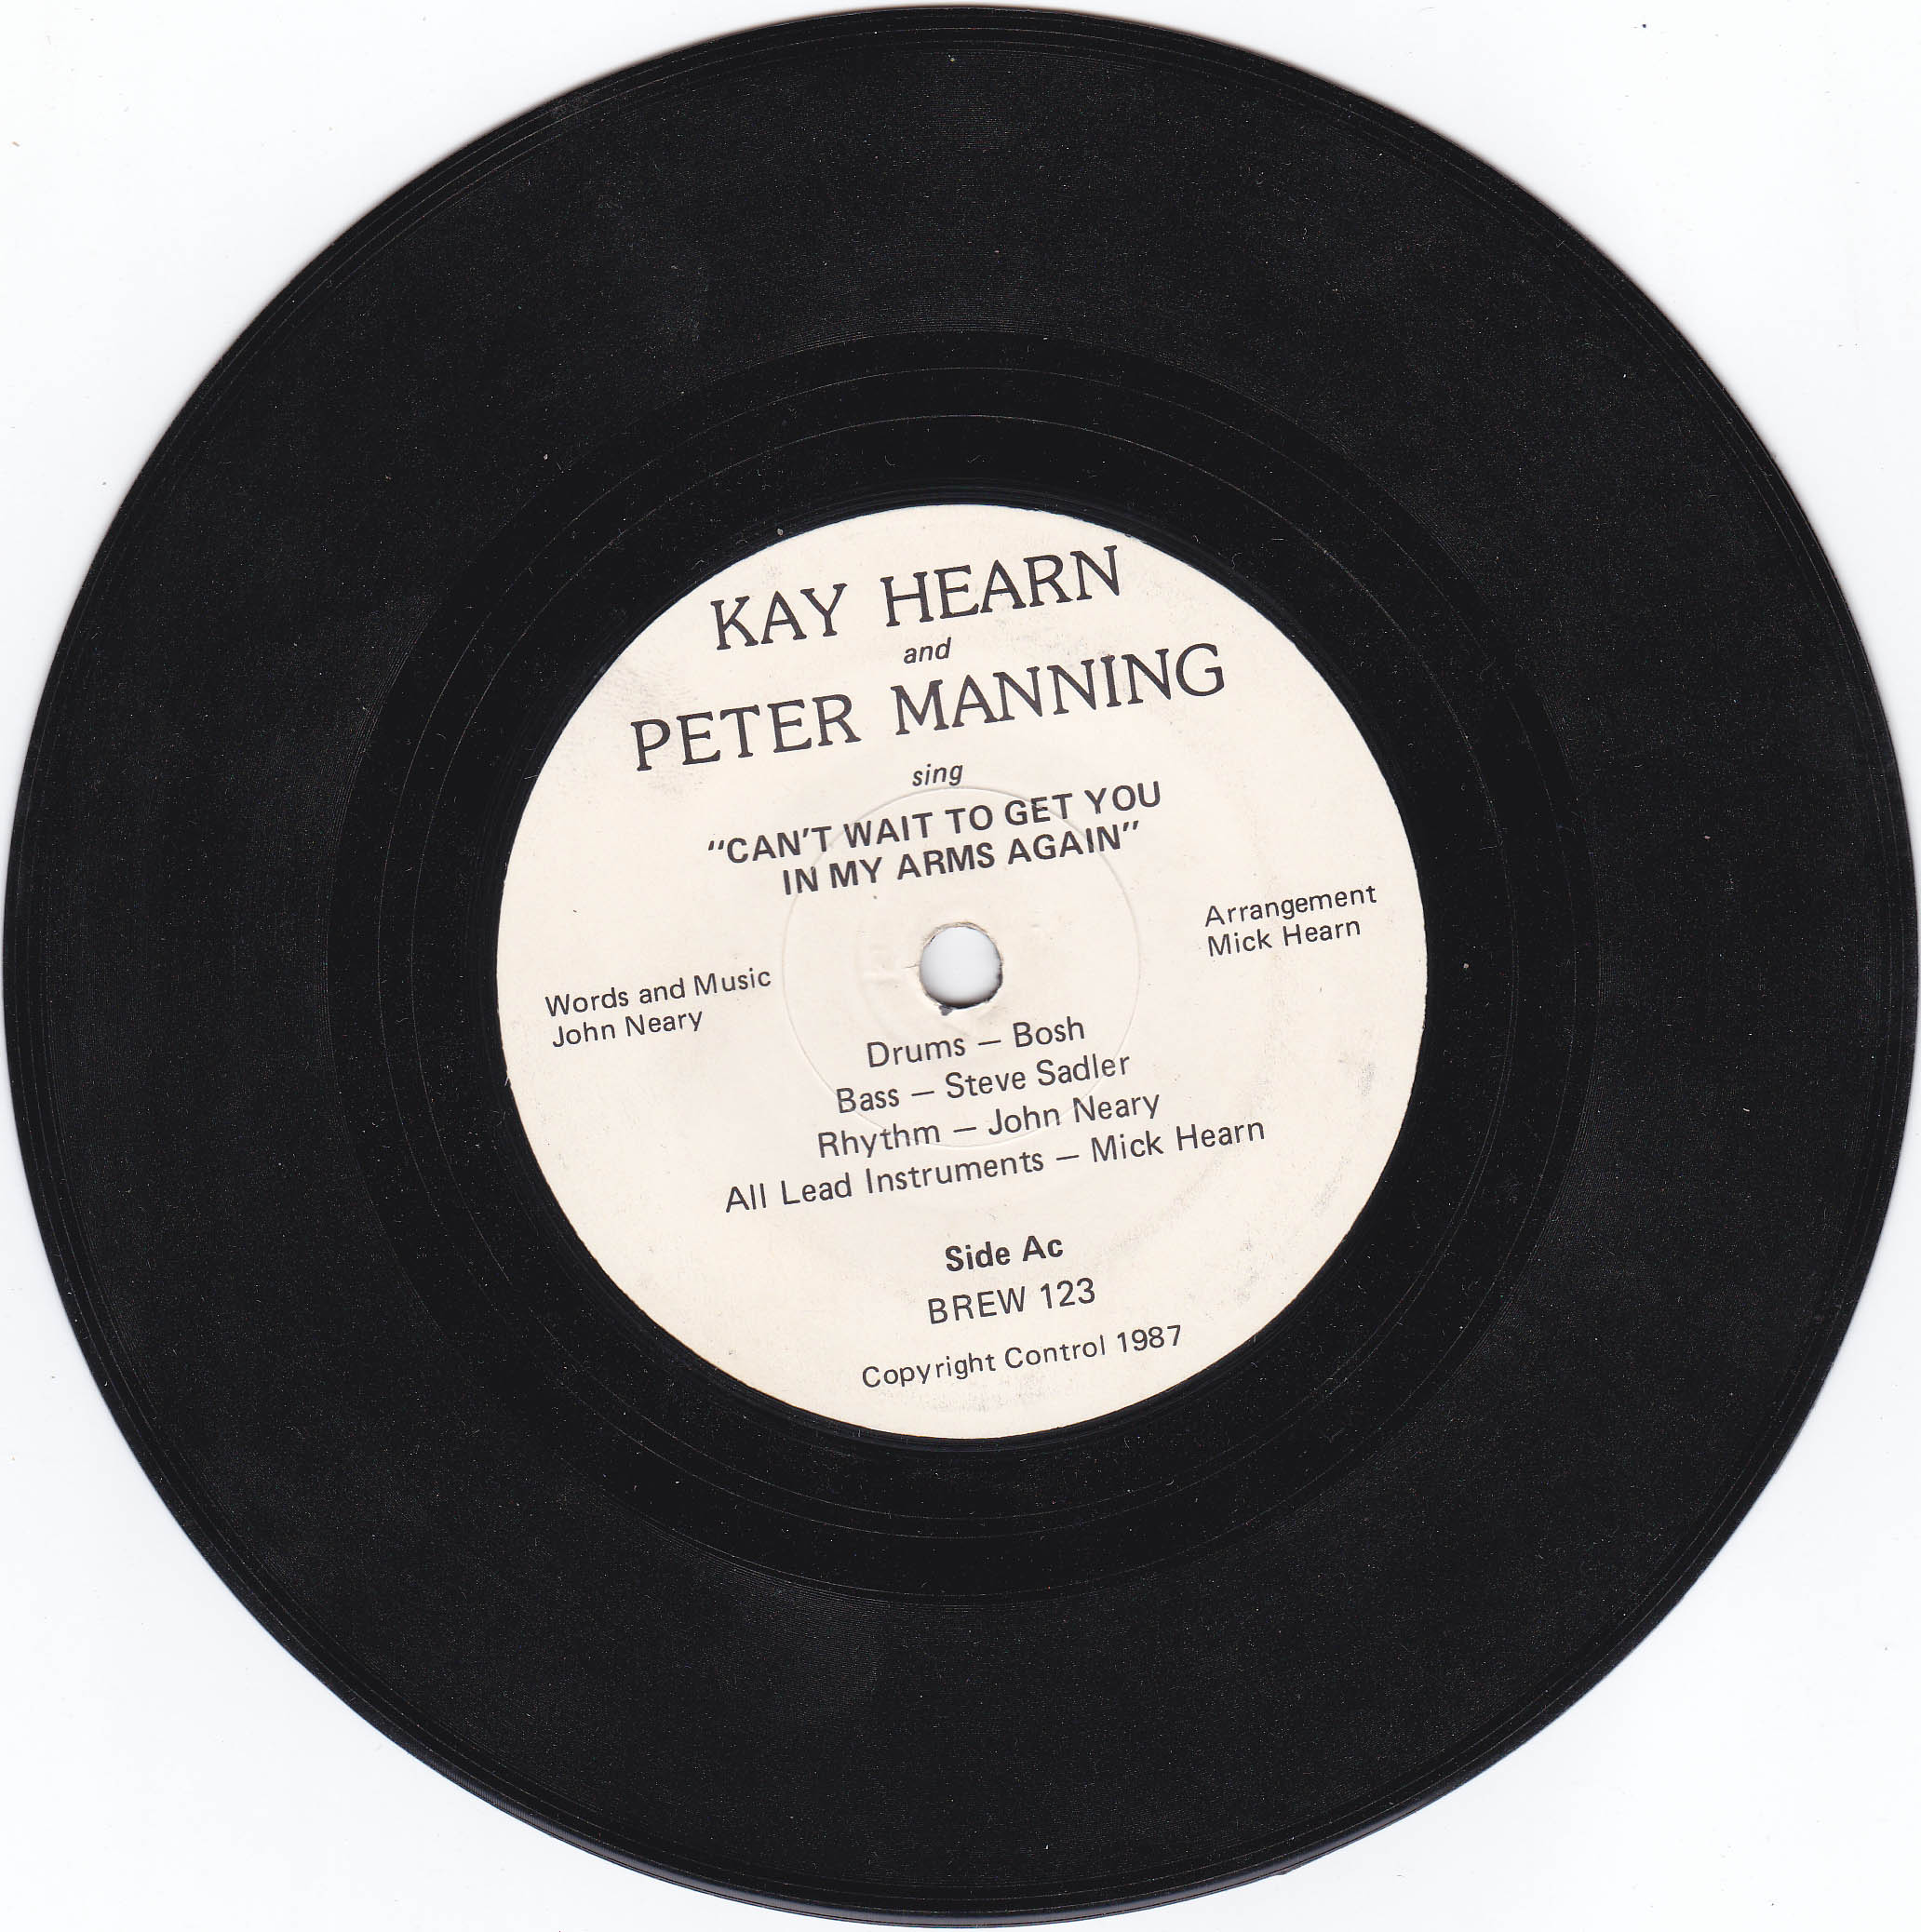 KAY HEARN
and
PETER MANNING
sing
"CAN'T WAIT TO GET YOU
IN MY ARMS AGAIN"
Arrangement
Mick Hearn
Words and Music
John Neary
Drums — Bosh
Bass — Steve Sadler
Rhythm — John Neary
All Lead Instruments — Mick Hearn
Side Ac
BREW 123
Copyright Control 1987